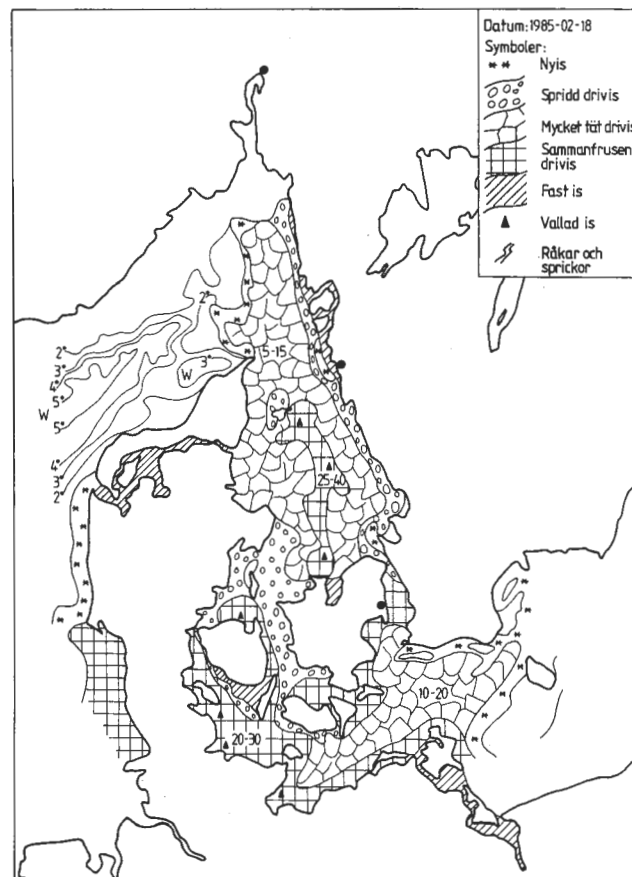 Datum:1985-02-18
Symboler:
Nyis
Spridd drivis
Mycket tät drivis
Sammanfrusen
drivis
Fast is
Vallad is
Råkar och
sprickor
2°
5-15
3°
W
2°
3°
4°
5°
W
5°
4°
3°
2°
25-40
10-20
20-30